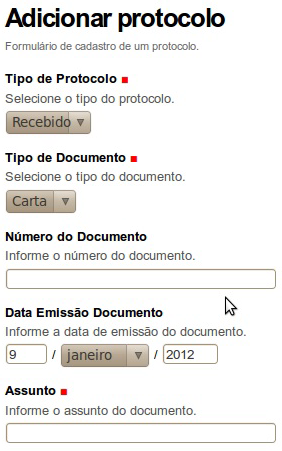 Adicionar protocolo
Formulário de cadastro de um protocolo.
Tipo de Protocolo
Selecione o tipo do protocolo.
Recebido
Tipo de Documento
Selecione o tipo do documento.
Carta
Número do Documento
Informe o número do documento.
Data Emissão Documento
Informe a data de emissão do documento.
9 / janeiro / 2012
Assunto
Informe o assunto do documento.